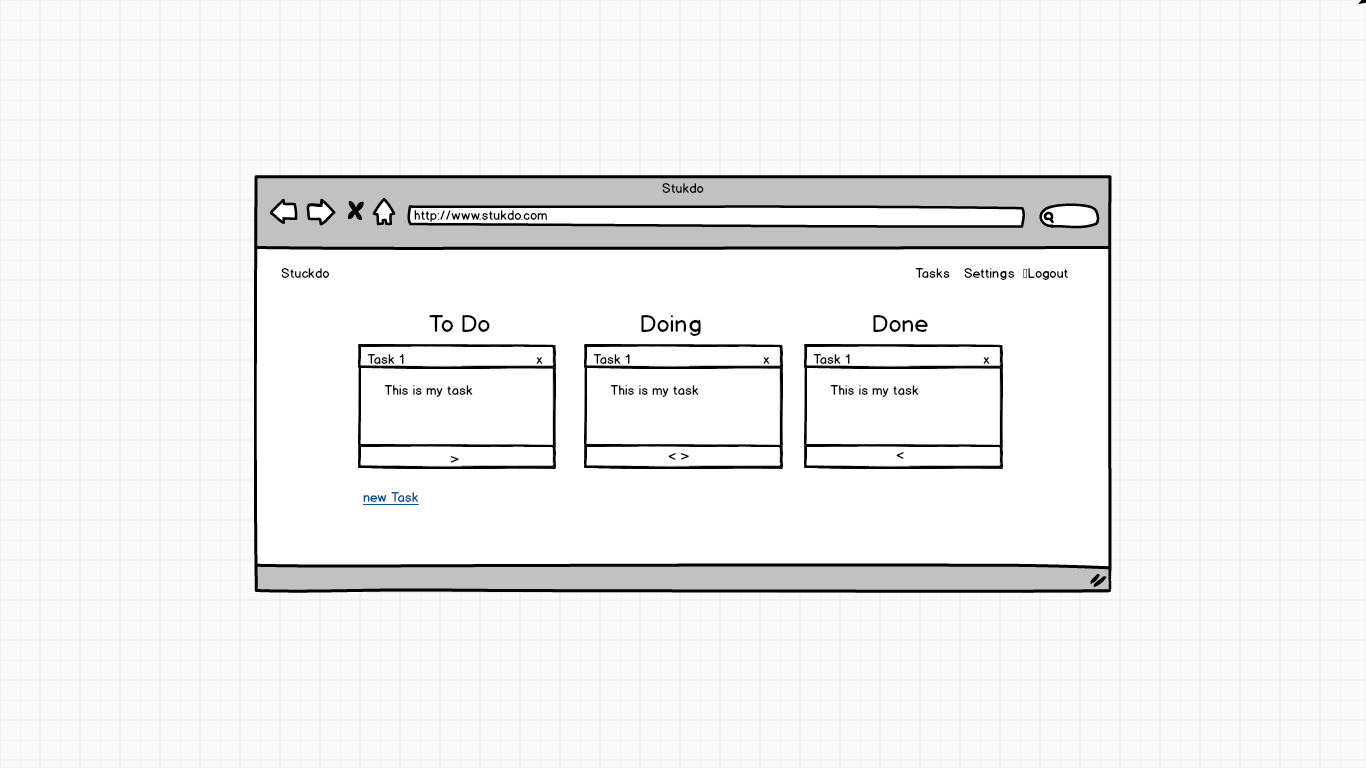 Stukdo
http://www.stukdo.com
Stuckdo
Tasks Settings Logout
To Do Doing Done
Task 1 x Task 1 x Task 1 x
This is my task This is my task This is my task
> < > <
new Task